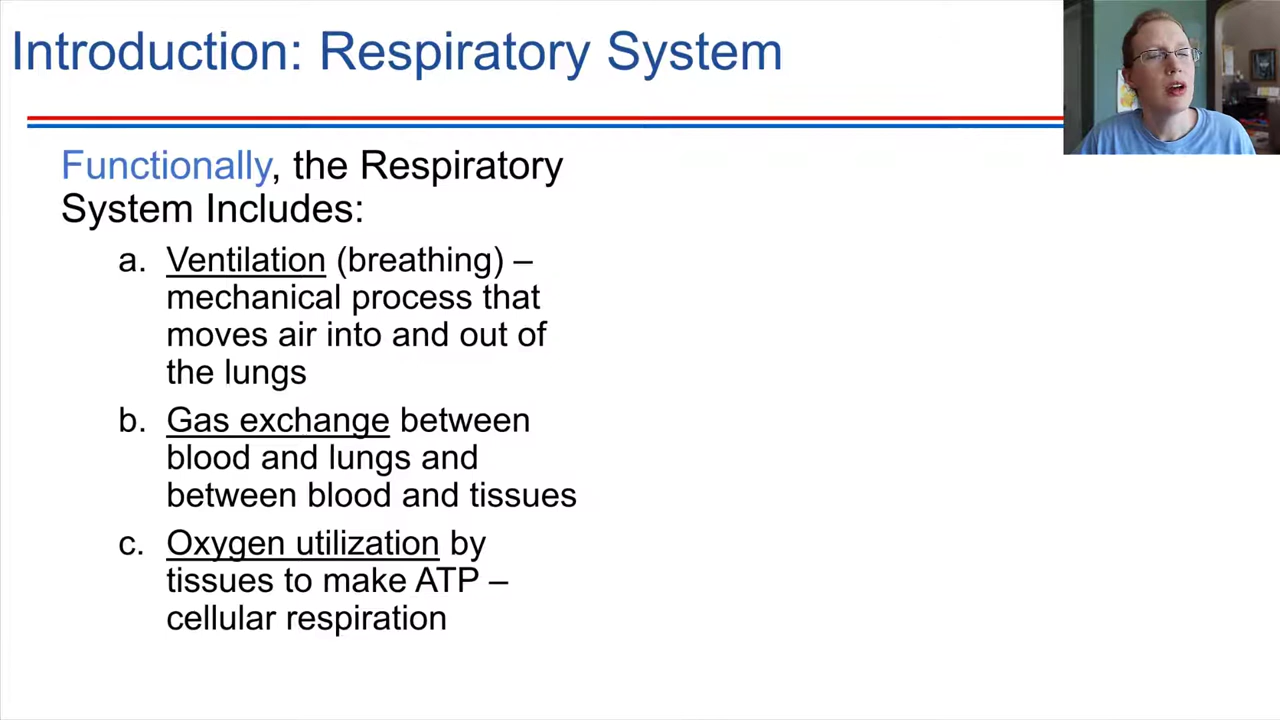 Introduction: Respiratory System
Functionally, the Respiratory
System Includes:
a. Ventilation (breathing) –
mechanical process that
moves air into and out of
the lungs
b. Gas exchange between
blood and lungs and
between blood and tissues
c. Oxygen utilization by
tissues to make ATP –
cellular respiration